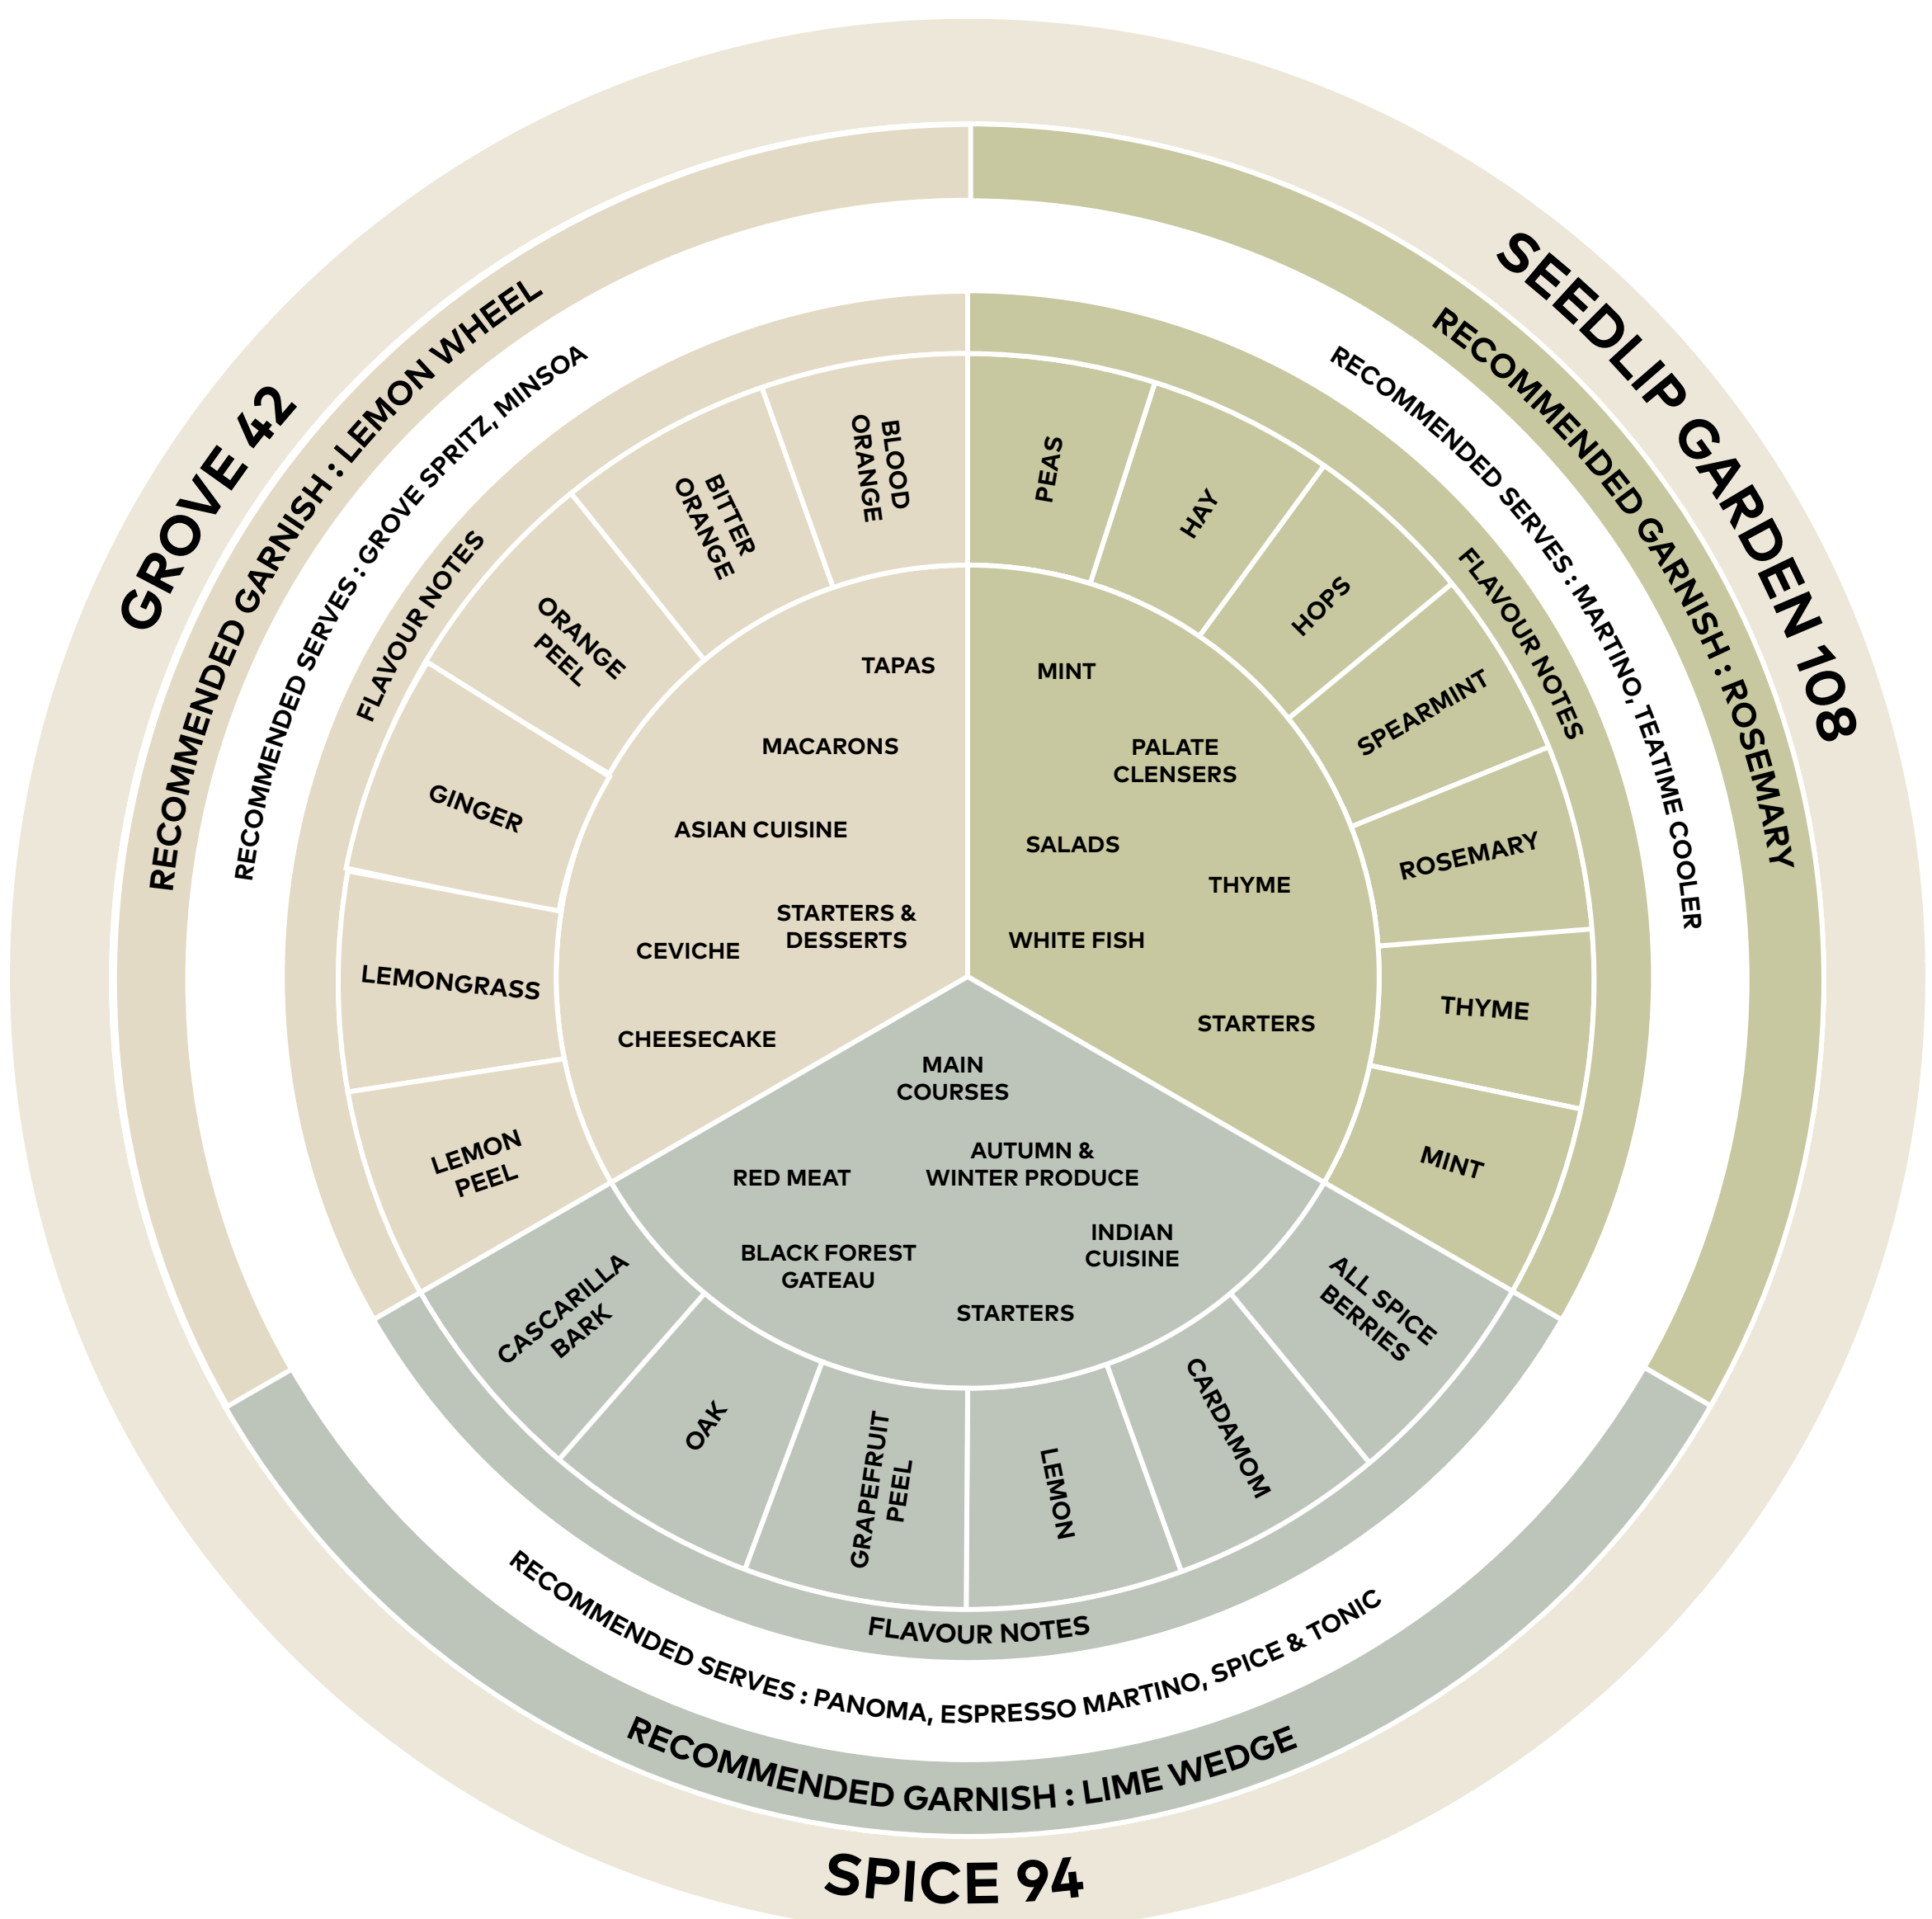 GROVE 42
RECOMMENDED GARNISH : LEMON WHEEL
RECOMMENDED SERVES : GROVE SPRITZ, MINSOA
FLAVOUR NOTES
BLOOD
ORANGE
BITTER
ORANGE
ORANGE
PEEL
GINGER
LEMONGRASS
LEMON
PEEL
TAPAS
MACARONS
ASIAN CUISINE
STARTERS &
DESSERTS
CEVICHE
CHEESECAKE
SEEDLIP GARDEN 108
RECOMMENDED GARNISH : ROSEMARY
RECOMMENDED SERVES : MARTINO, TEATIME COOLER
FLAVOUR NOTES
PEAS
HAY
HOPS
SPEARMINT
ROSEMARY
THYME
MINT
MINT
PALATE
CLENSERS
SALADS
THYME
WHITE FISH
STARTERS
MAIN
COURSES
AUTUMN &
WINTER PRODUCE
RED MEAT
INDIAN
CUISINE
BLACK FOREST
GATEAU
STARTERS
CASCARILLA
BARK
OAK
GRAPEFRUIT
PEEL
LEMON
CARDAMOM
ALL SPICE
BERRIES
FLAVOUR NOTES
RECOMMENDED SERVES : PANOMA, ESPRESSO MARTINO, SPICE & TONIC
RECOMMENDED GARNISH : LIME WEDGE
SPICE 94